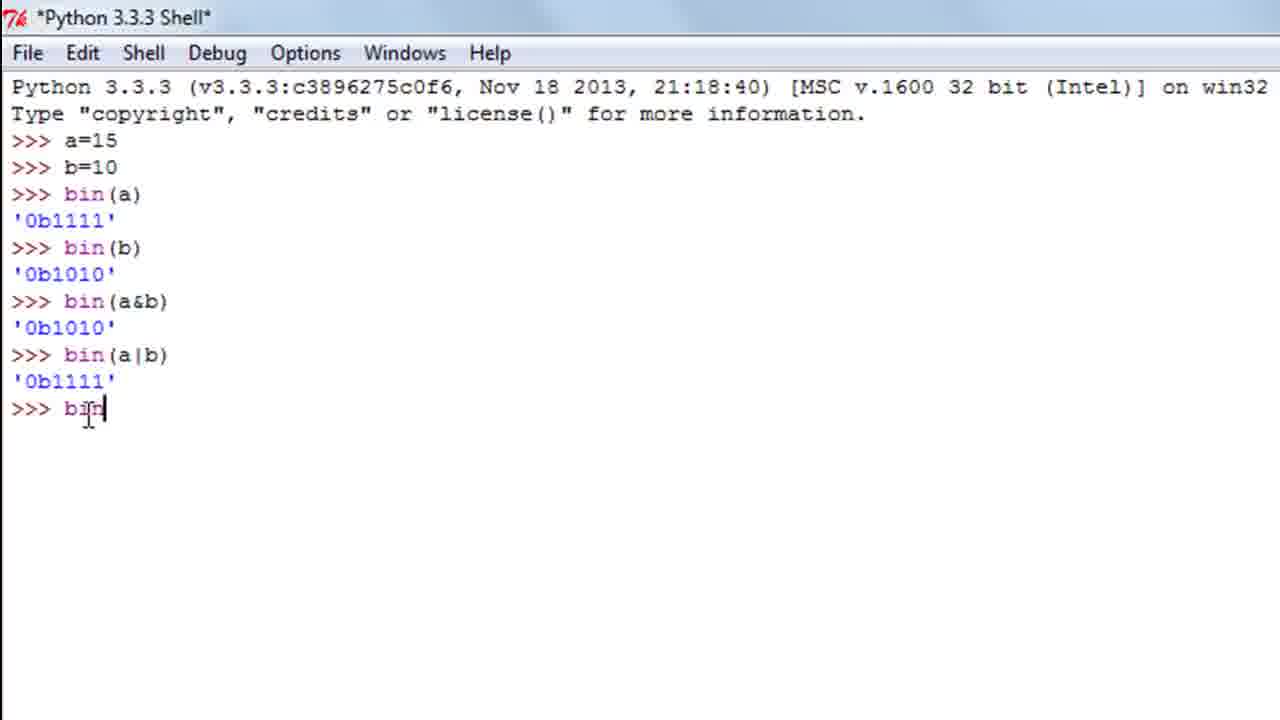 *Python 3.3.3 Shell*
File Edit Shell Debug Options Windows Help
Python 3.3.3 (v3.3.3:c3896275c0f6, Nov 18 2013, 21:18:40) [MSC v.1600 32 bit (Intel)] on win32
Type "copyright", "credits" or "license()" for more information.
>>> a=15
>>> b=10
>>> bin(a)
'0b1111'
>>> bin(b)
'0b1010'
>>> bin(a&b)
'0b1010'
>>> bin(a|b)
'0b1111'
>>> bin